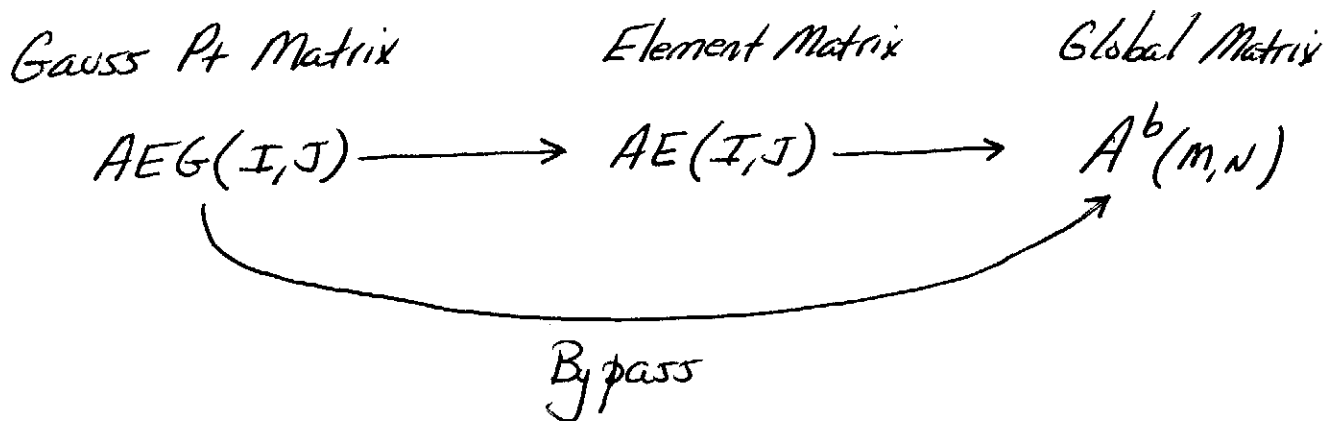 Gauss Pt Matrix Element Matrix Global Matrix
AEG(I,J) AE(I,J) A^b(M,N)
Bypass